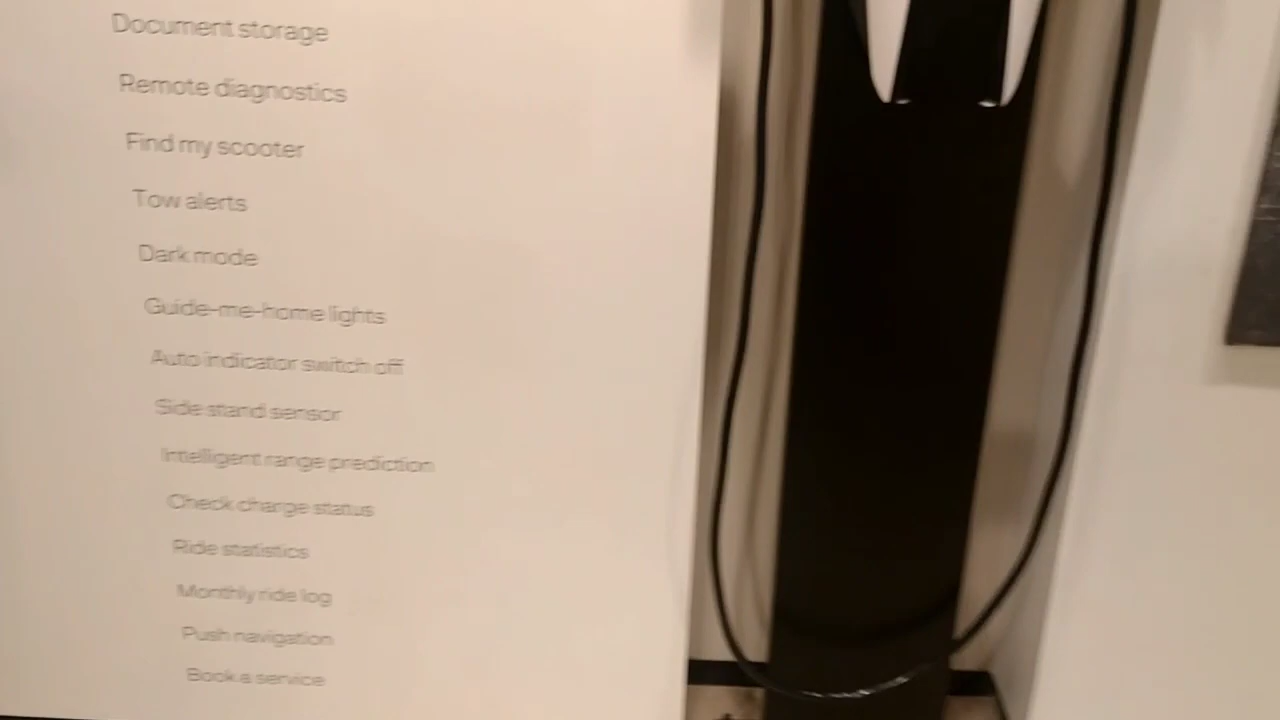 Document storage
Remote diagnostics
Find my scooter
Tow alerts
Dark mode
Guide-me-home lights
Auto indicator switch off
Side stand sensor
Intelligent range prediction
Check charge status
Ride statistics
Monthly ride log
Push navigation
Book a service